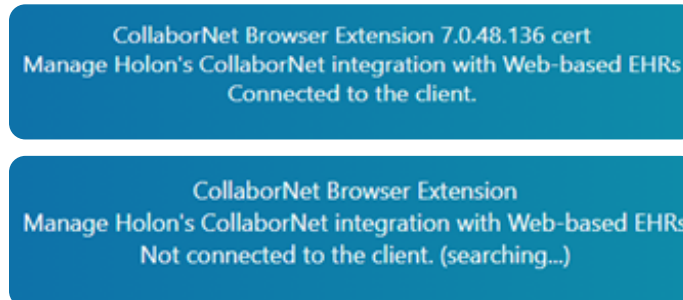 CollaborNet Browser Extension 7.0.48.136 cert
Manage Holon's CollaborNet integration with Web-based EHRs
Connected to the client.
CollaborNet Browser Extension
Manage Holon's CollaborNet integration with Web-based EHRs
Not connected to the client. (searching...)